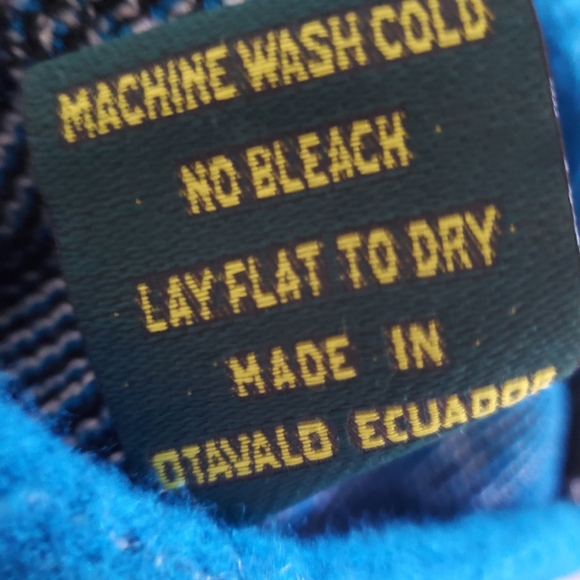 MACHINE WASH COLD
NO BLEACH
LAY FLAT TO DRY
MADE IN
OTAVALO ECUADOR